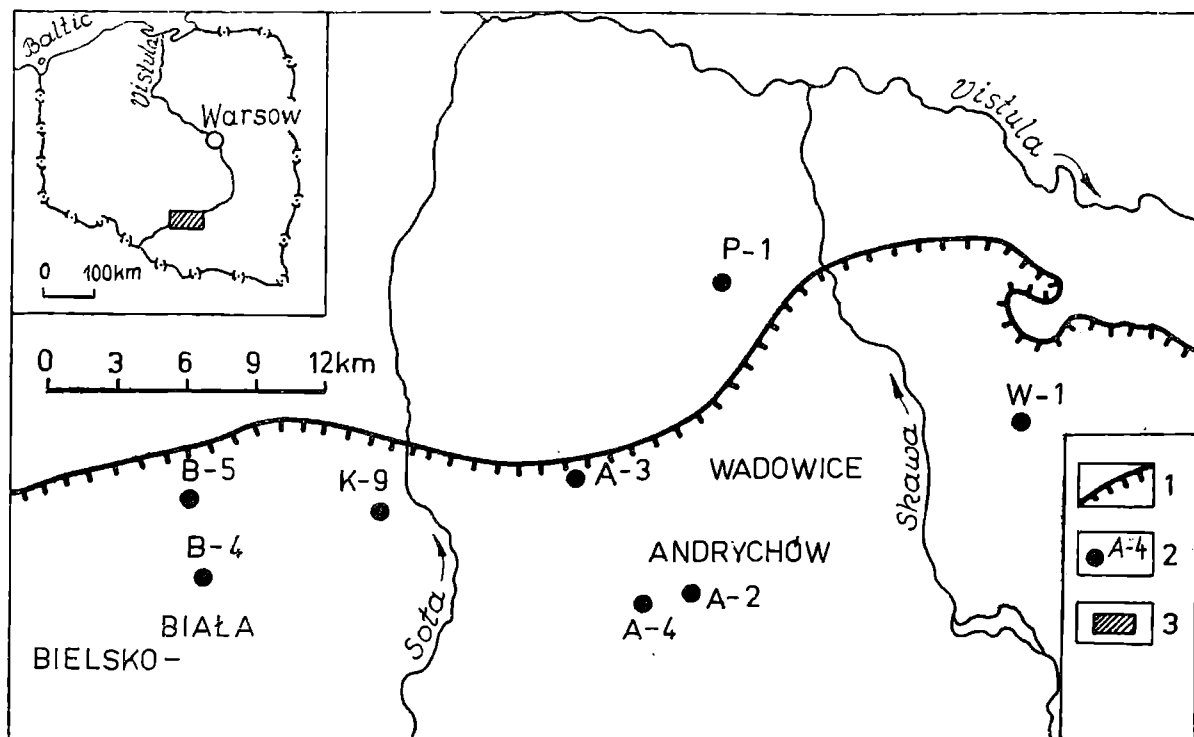 Baltic
Vistula
Warsow
0 100km
Vistula
P-1
0 3 6 9 12km
W-1
B-5
K-9
A-3
WADOWICE
Skawa
B-4
ANDRYCHÓW
A-2
A-4
Soła
BIAŁA
BIELSKO-
1
A-4 2
3